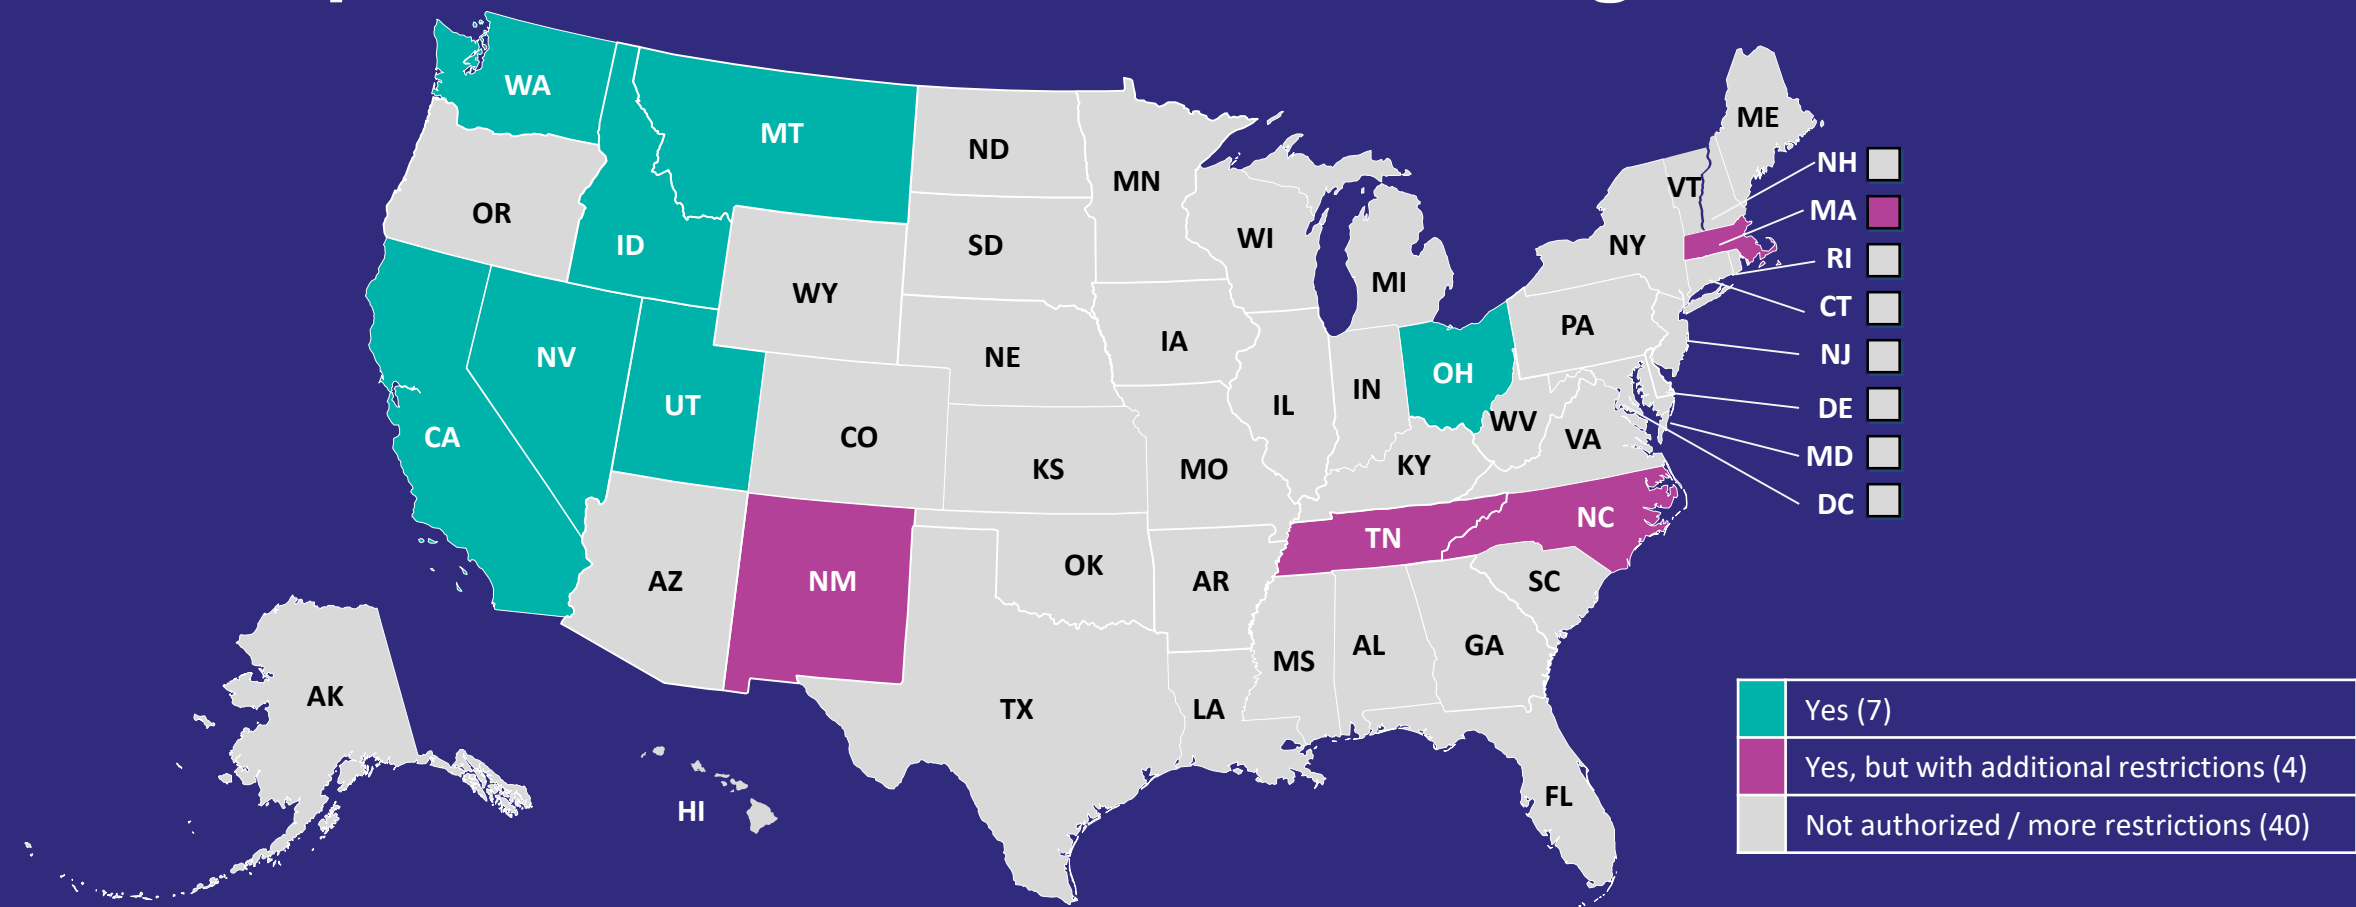 WA
MT
ND
MN
OR
ID
SD
WI
MI
WY
NV
UT
CA
CO
NE
IA
IL
IN
OH
PA
NY
VT
ME
NH
MA
RI
CT
NJ
DE
MD
DC
WV
VA
KY
KS
MO
TN
NC
AZ
NM
OK
AR
SC
MS
AL
GA
TX
LA
FL
AK
HI
Yes (7)
Yes, but with additional restrictions (4)
Not authorized / more restrictions (40)